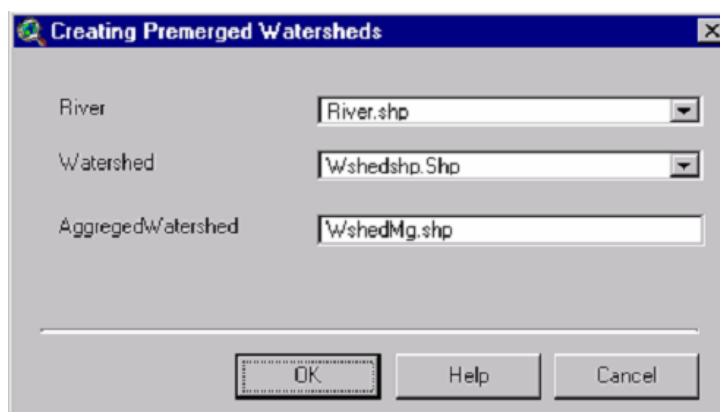 Creating Premerged Watersheds
River River.shp
Watershed Wshedshp.Shp
AggregedWatershed WshedMg.shp
OK Help Cancel